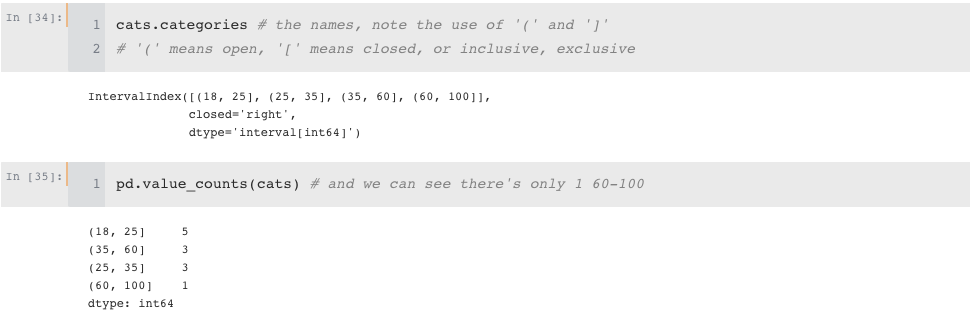 In [34]:
1 cats.categories # the names, note the use of '(' and ']'
2 # '(' means open, '[' means closed, or inclusive, exclusive
IntervalIndex([(18, 25], (25, 35], (35, 60], (60, 100]],
closed='right',
dtype='interval[int64]')
In [35]:
1 pd.value_counts(cats) # and we can see there's only 1 60-100
(18, 25] 5
(35, 60] 3
(25, 35] 3
(60, 100] 1
dtype: int64